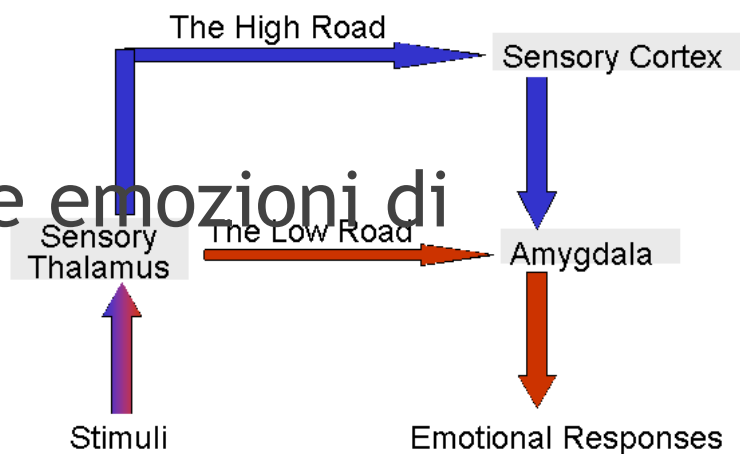 The High Road
Sensory Cortex
e emozioni di
Sensory
Thalamus
The Low Road
Amygdala
Stimuli
Emotional Responses